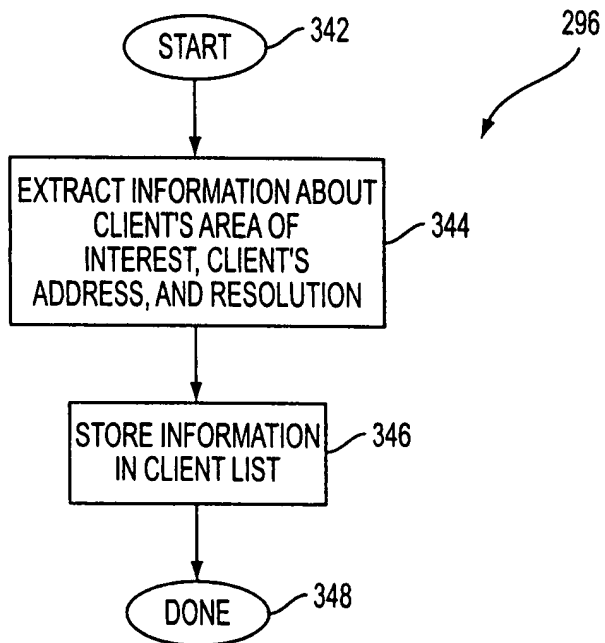 START
342
296
EXTRACT INFORMATION ABOUT
CLIENT'S AREA OF
INTEREST, CLIENT'S
ADDRESS, AND RESOLUTION
344
STORE INFORMATION
IN CLIENT LIST
346
DONE
348